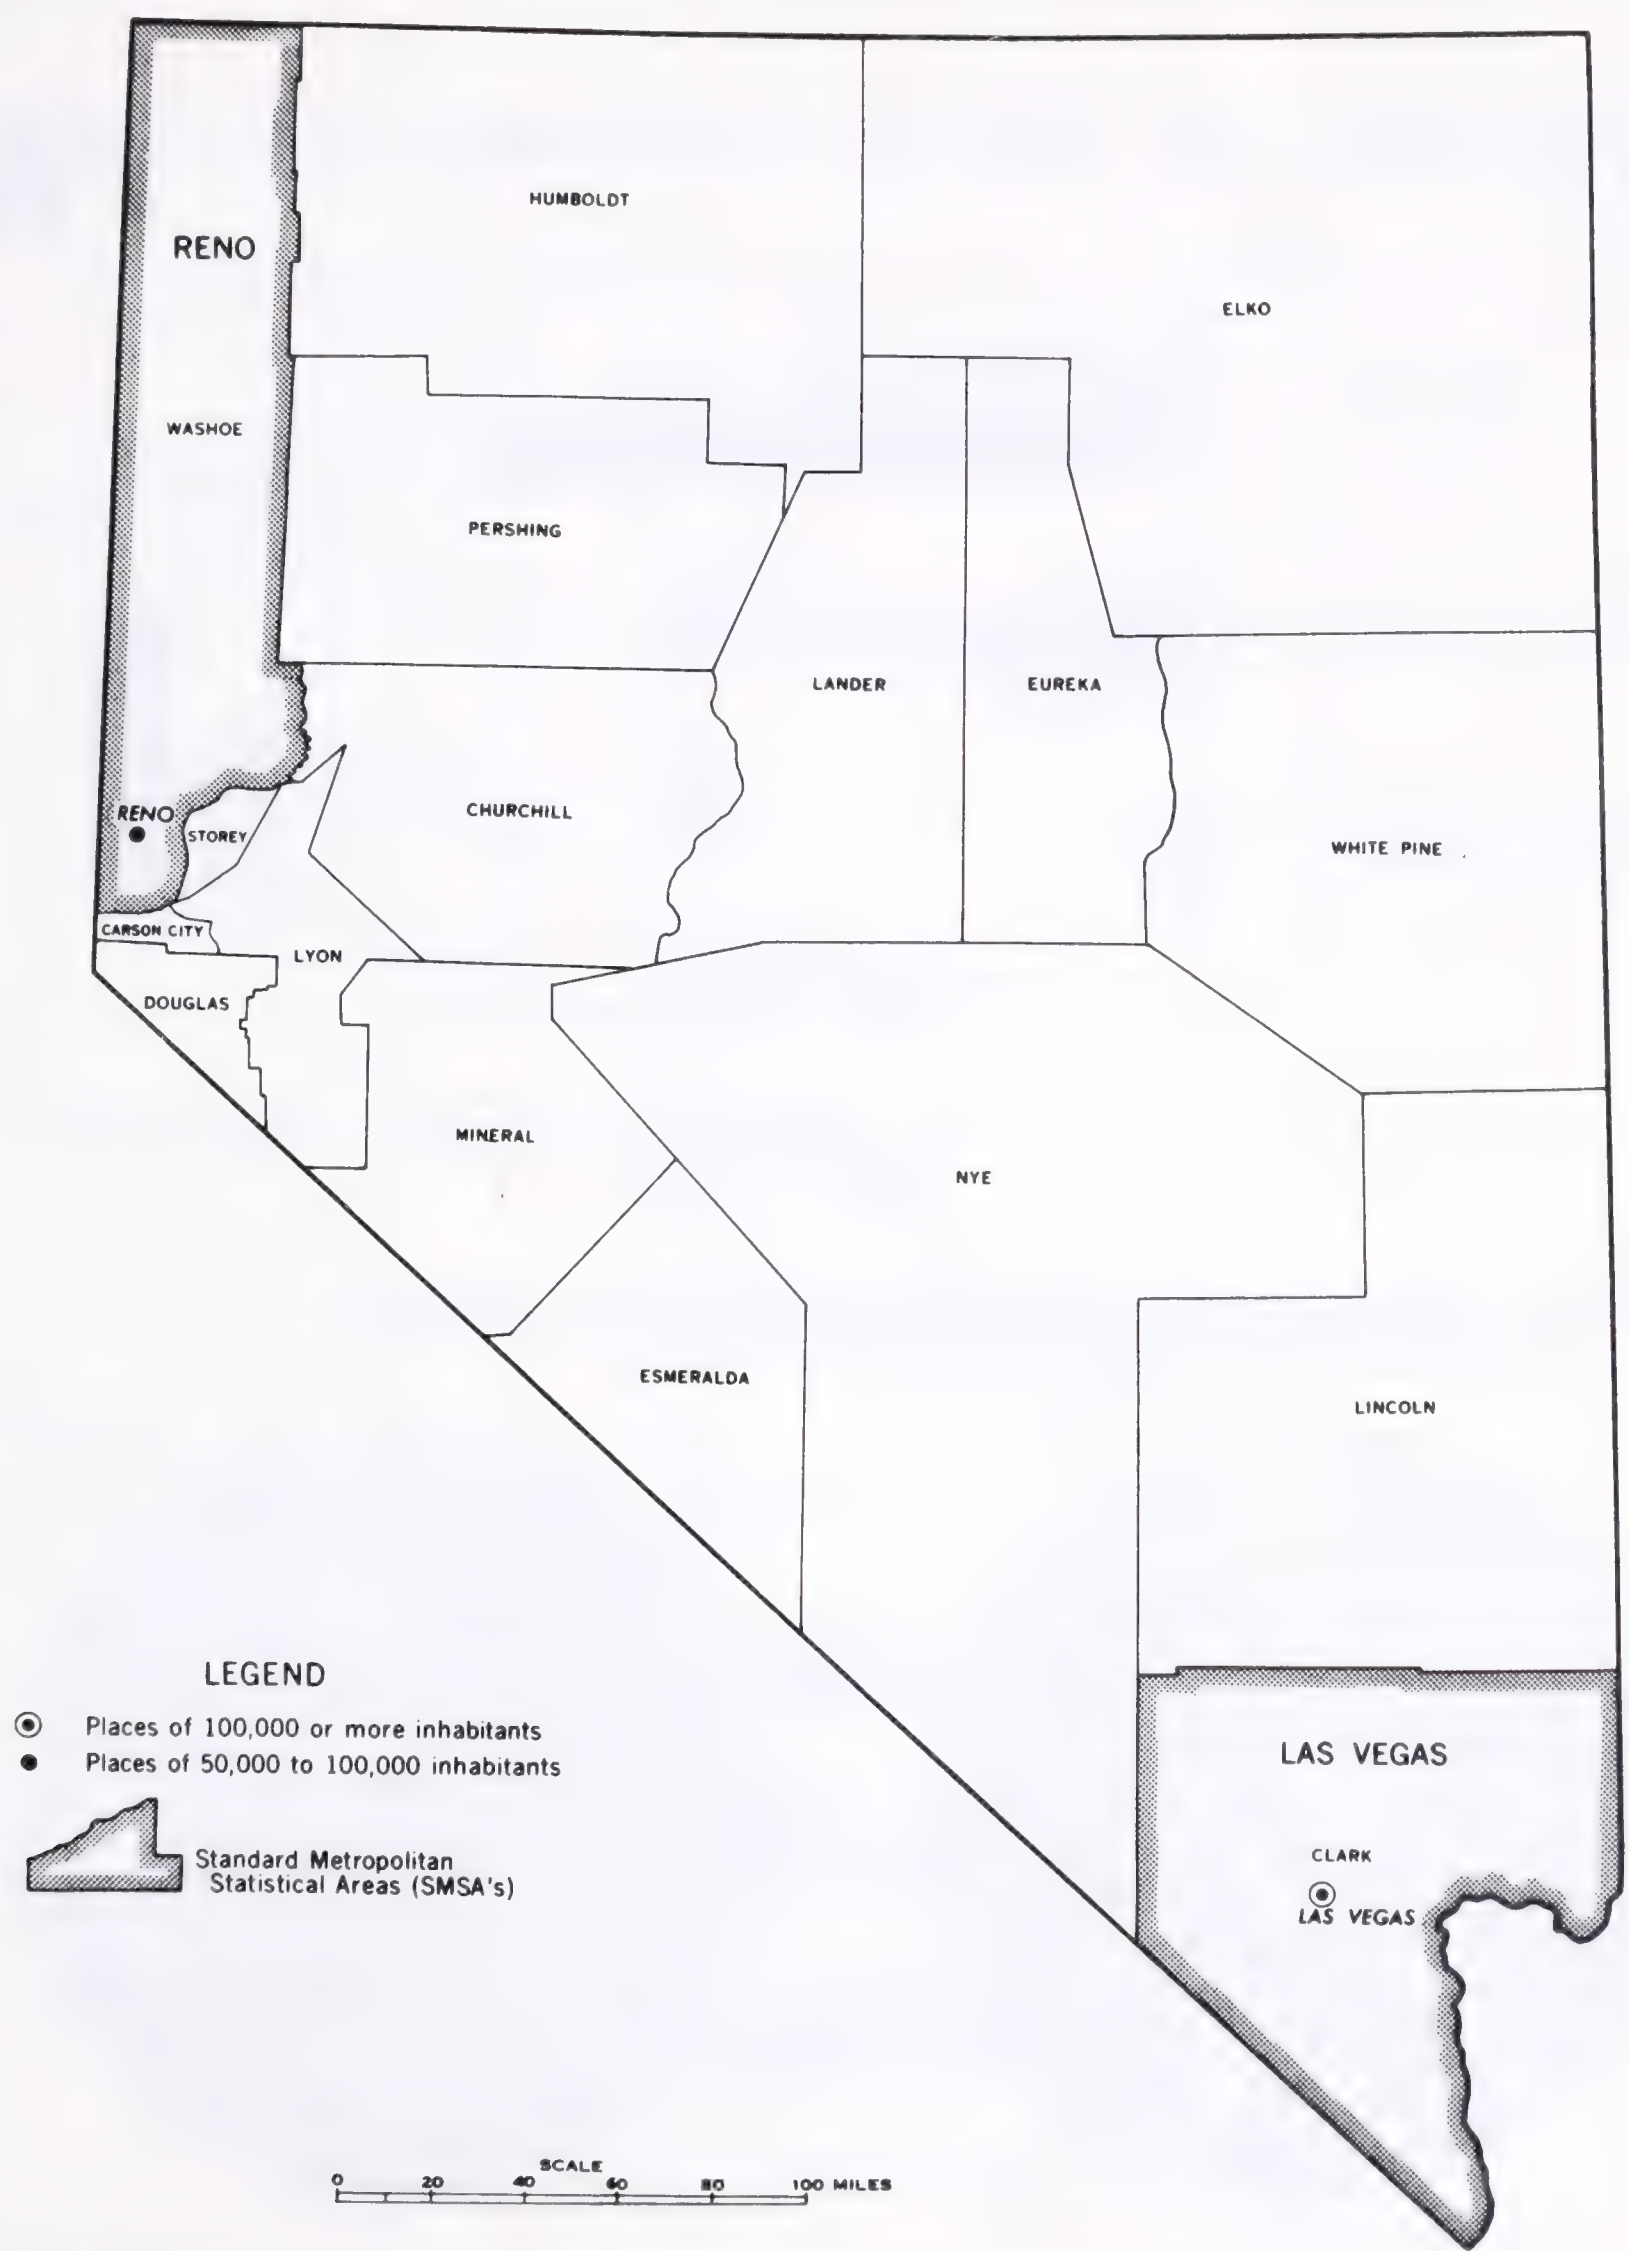 HUMBOLDT
RENO
ELKO
WASHOE
PERSHING
LANDER
EUREKA
CHURCHILL
RENO
STOREY
WHITE PINE
CARSON CITY
LYON
DOUGLAS
MINERAL
NYE
ESMERALDA
LINCOLN
LEGEND
Places of 100,000 or more inhabitants
Places of 50,000 to 100,000 inhabitants
Standard Metropolitan
Statistical Areas (SMSA's)
LAS VEGAS
CLARK
LAS VEGAS
SCALE
0 20 40 60 80 100 MILES